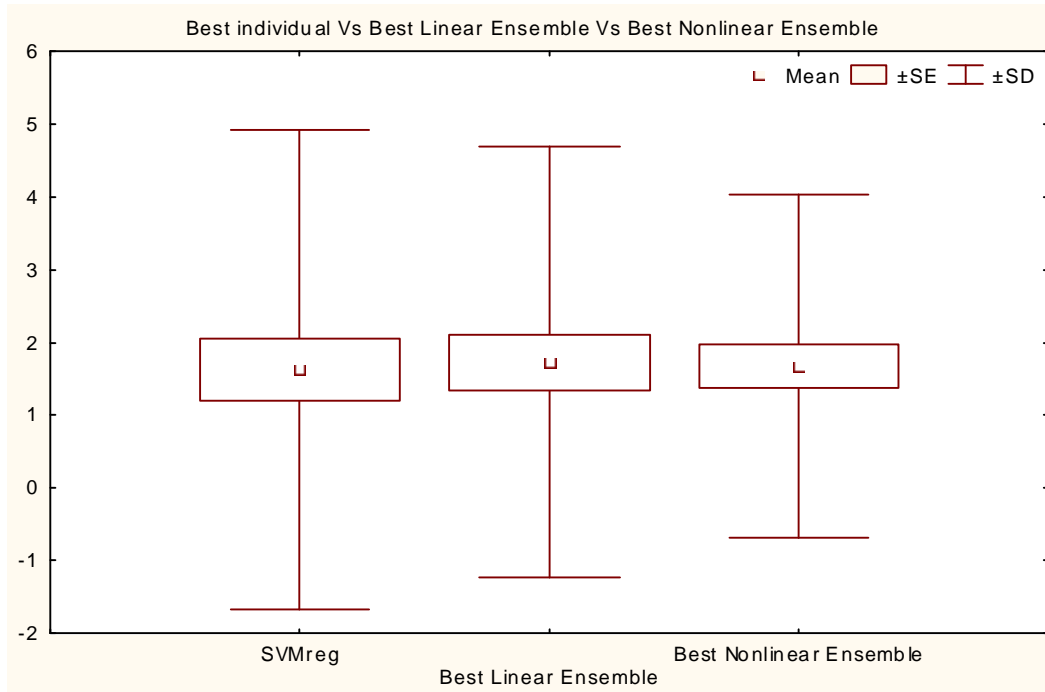 Best individual Vs Best Linear Ensemble Vs Best Nonlinear Ensemble
Mean ±SE ±SD
6
5
4
3
2
1
0
-1
-2
SVMreg
Best Linear Ensemble
Best Nonlinear Ensemble